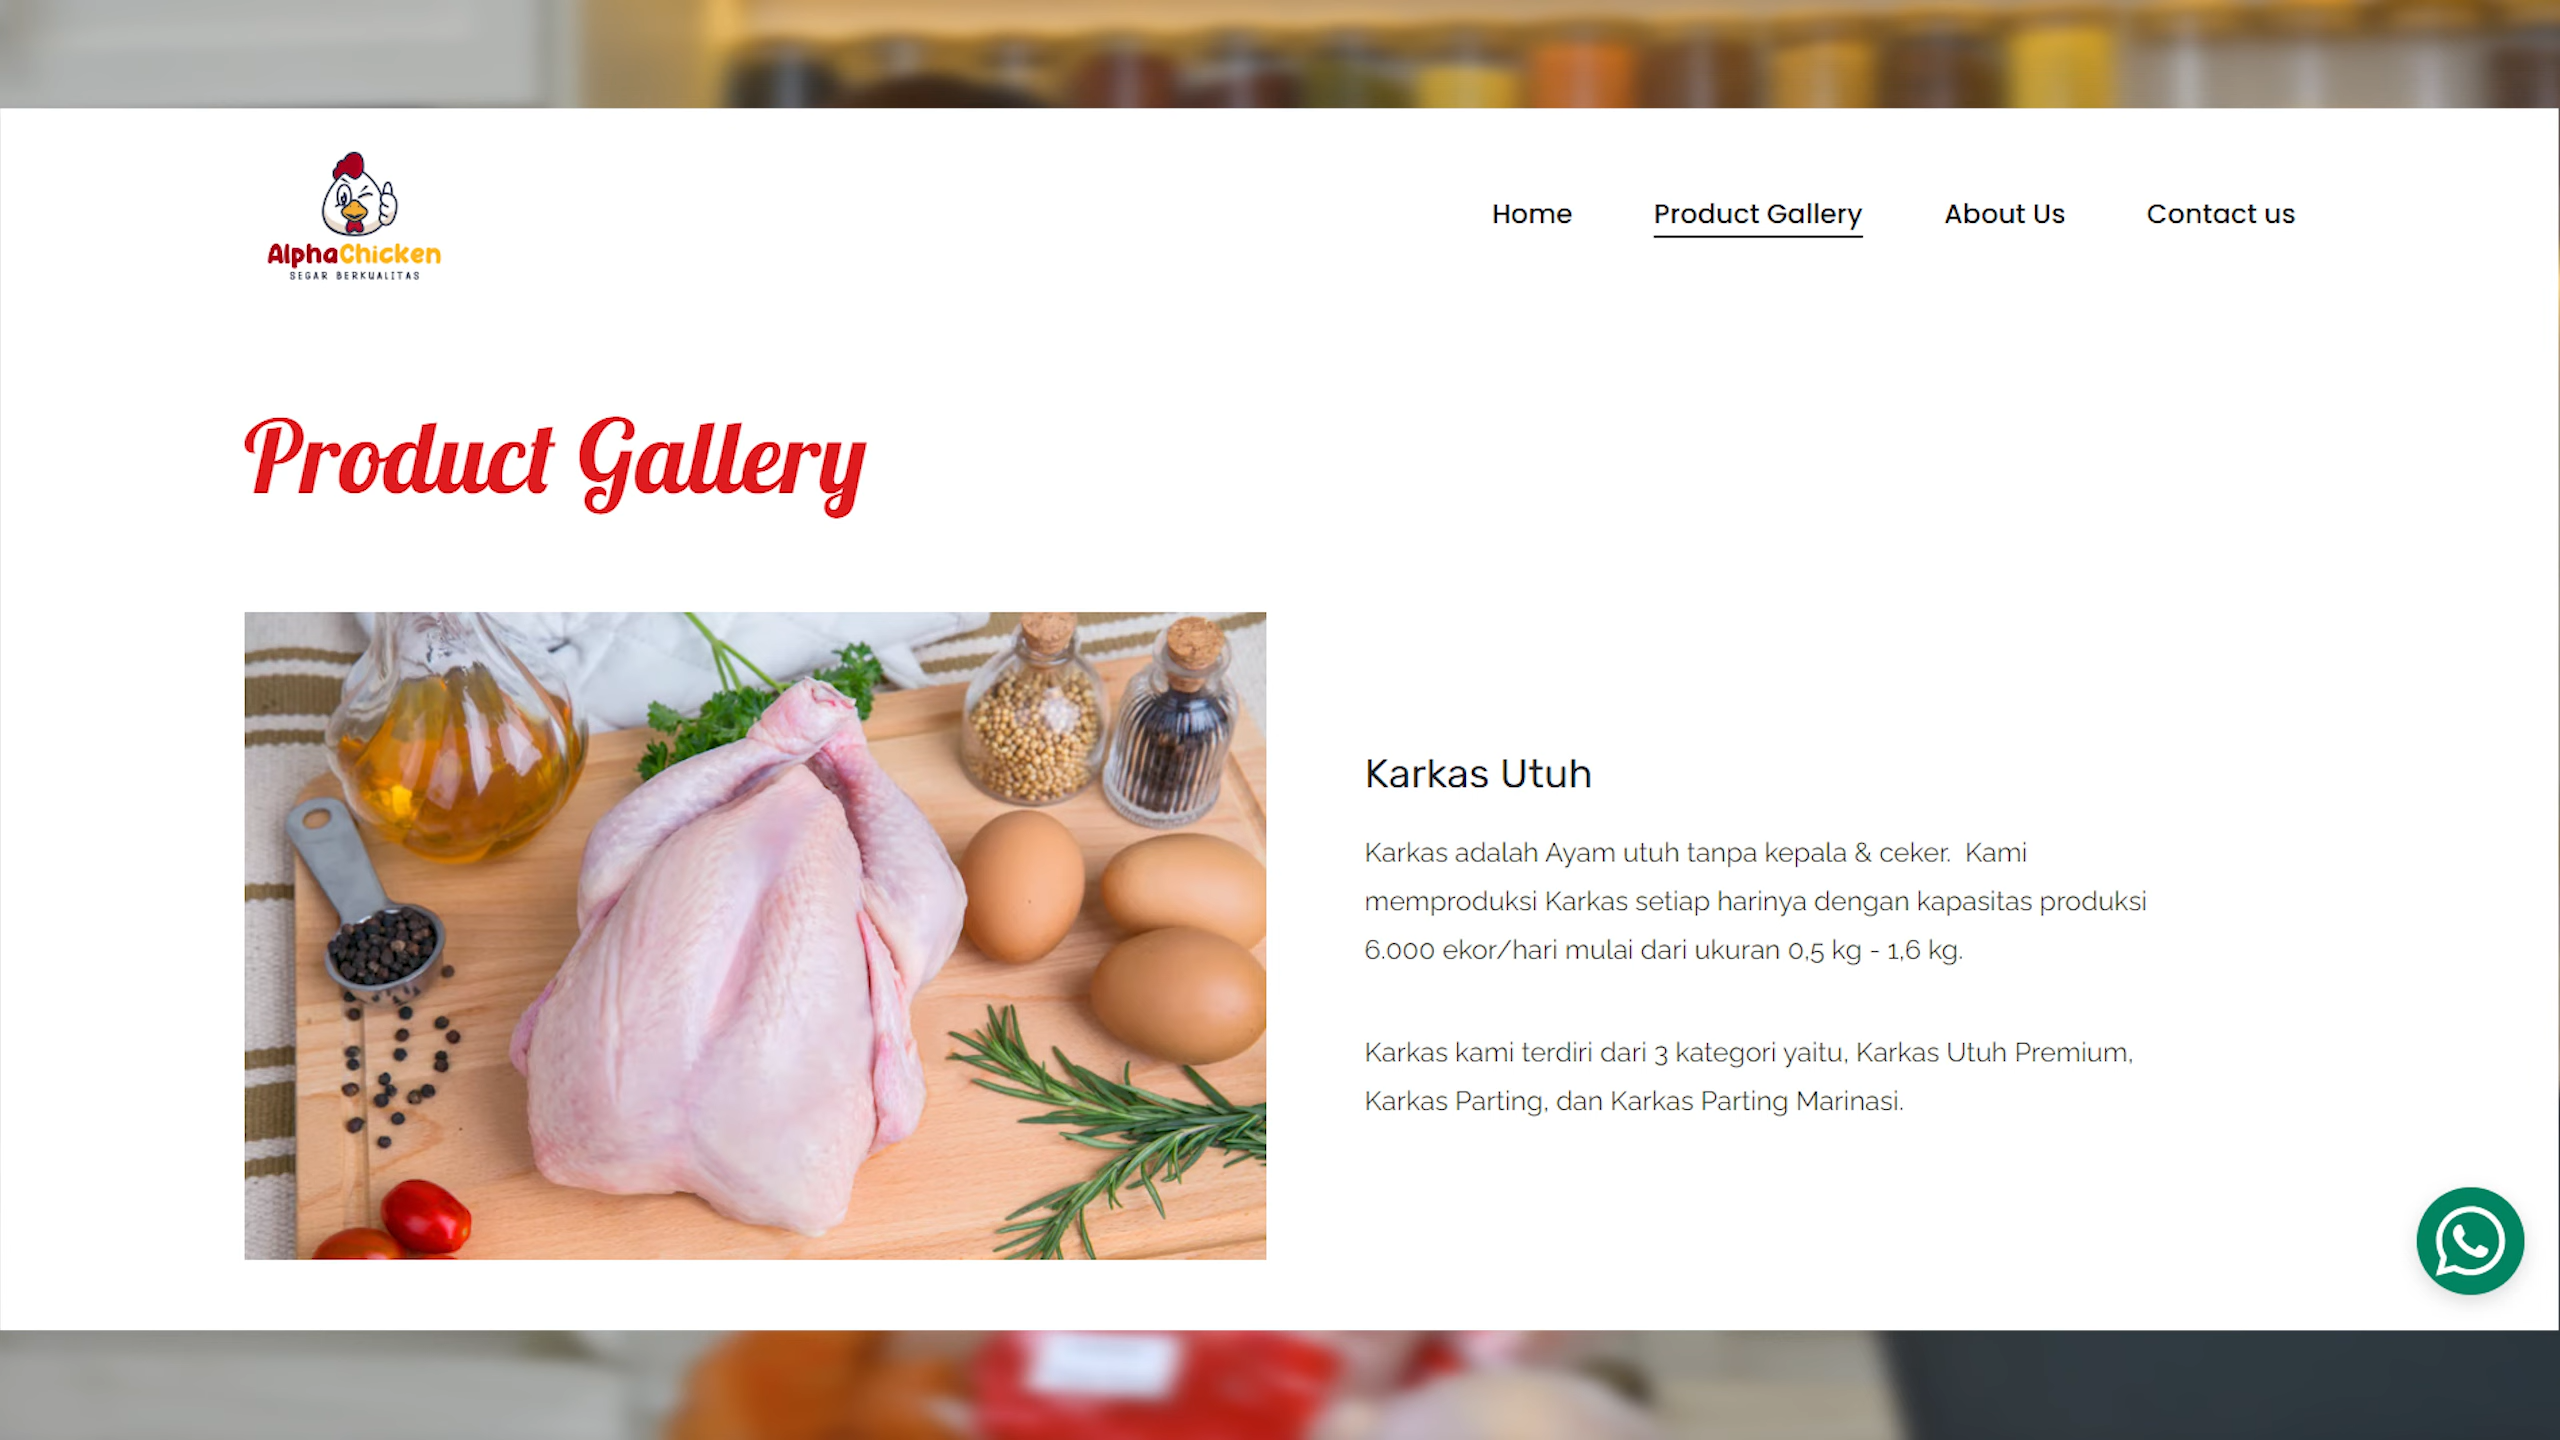 AlphaChicken
SEGAR BERKUALITAS
Home
Product Gallery
About Us
Contact us
Product Gallery
Karkas Utuh
Karkas adalah Ayam utuh tanpa kepala & ceker.  Kami
memproduksi Karkas setiap harinya dengan kapasitas produksi
6.000 ekor/hari mulai dari ukuran 0,5 kg - 1,6 kg.
Karkas kami terdiri dari 3 kategori yaitu, Karkas Utuh Premium,
Karkas Parting, dan Karkas Parting Marinasi.